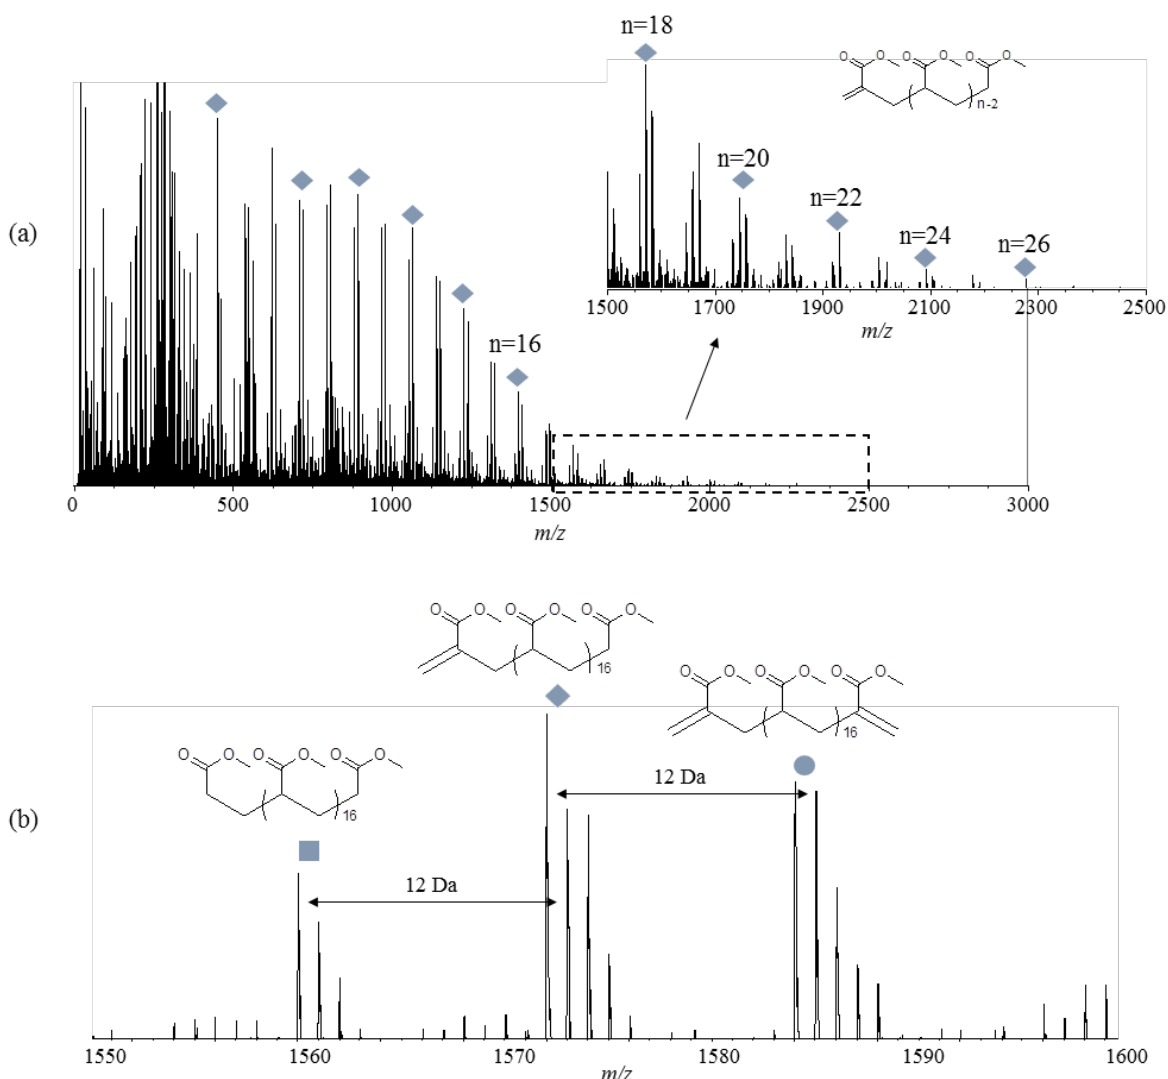 n=18
O
O
O
O
O
O
n-2
n=20
n=22
n=24
n=26
(a)
1500
1700
1900
2100
2300
2500
m/z
n=16
0
500
1000
1500
2000
2500
3000
m/z
O
O
O
O
O
O
16
O
O
O
O
O
O
16
12 Da
O
O
O
O
O
O
16
(b)
12 Da
1550
1560
1570
1580
1590
1600
m/z